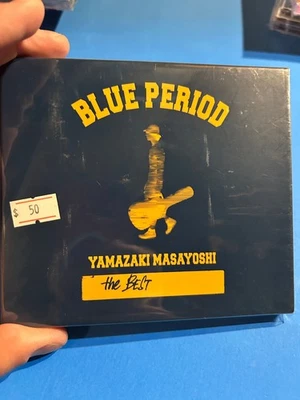 BLUE PERIOD
$ 50
YAMAZAKI MASAYOSHI
the BEST